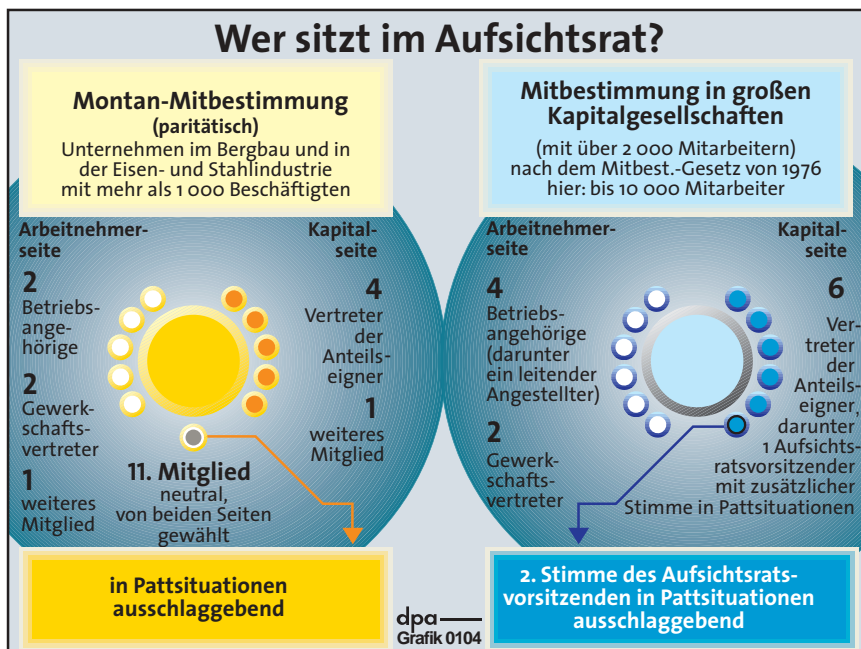 Wer sitzt im Aufsichtsrat?
Montan-Mitbestimmung
(paritätisch)
Unternehmen im Bergbau und in
der Eisen- und Stahlindustrie
mit mehr als 1 000 Beschäftigten
Arbeitnehmer-
seite
Kapital-
seite
2
Betriebs-
ange-
hörige
2
Gewerk-
schafts-
vertreter
1
weiteres
Mitglied
4
Vertreter
der
Anteils-
eigner
1
weiteres
Mitglied
11. Mitglied
neutral,
von beiden Seiten
gewählt
in Pattsituationen
ausschlaggebend
Mitbestimmung in großen
Kapitalgesellschaften
(mit über 2 000 Mitarbeitern)
nach dem Mitbest.-Gesetz von 1976
hier: bis 10 000 Mitarbeiter
Arbeitnehmer-
seite
Kapital-
seite
4
Betriebs-
angehörige
(darunter
ein leitender
Angestellter)
2
Gewerk-
schafts-
vertreter
6
Ver-
treter
der
Anteils-
eigner,
darunter
1 Aufsichts-
ratsvorsitzender
mit zusätzlicher
Stimme in Pattsituationen
2. Stimme des Aufsichtsrats-
vorsitzenden in Pattsituationen
ausschlaggebend
dpa
Grafik 0104